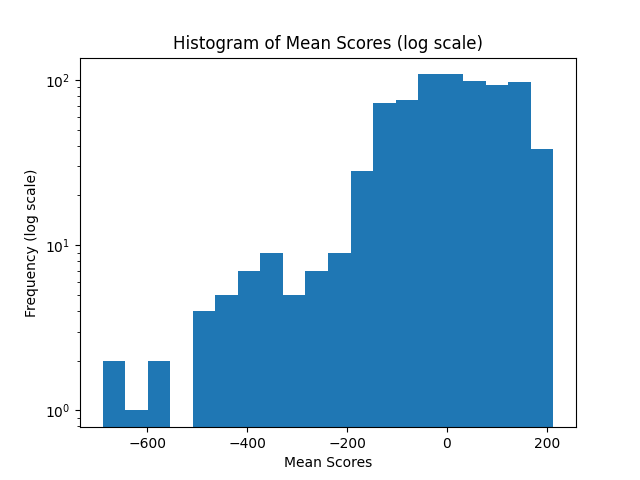 Histogram of Mean Scores (log scale)
Frequency (log scale)
10²
10¹
10⁰
−600 −400 −200 0 200
Mean Scores